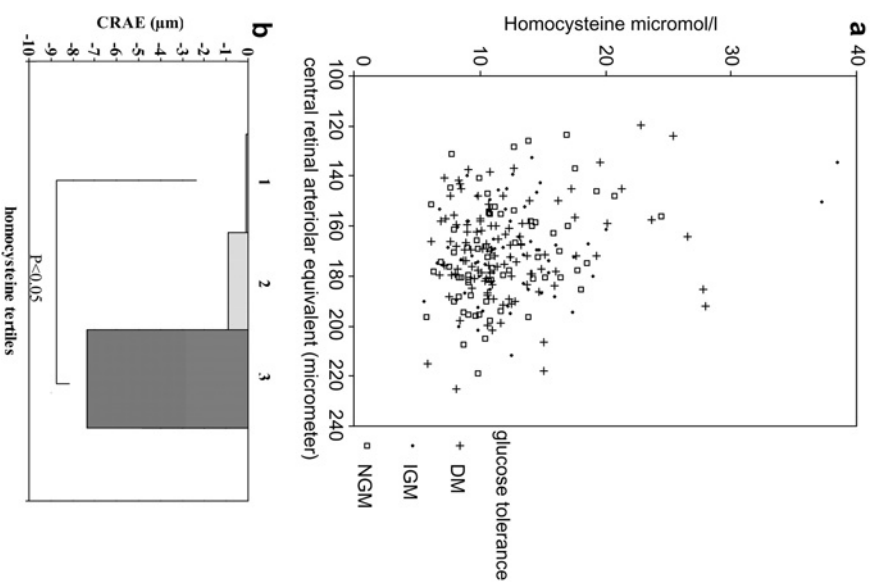 a
Homocysteine micromol/l
40
30
20
10
0
100 120 140 160 180 200 220 240
central retinal arteriolar equivalent (micrometer)
glucose tolerance
DM
IGM
NGM
b
CRAE (µm)
0
-1
-2
-3
-4
-5
-6
-7
-8
-9
-10
1 2 3
P<0.05
homocysteine tertiles